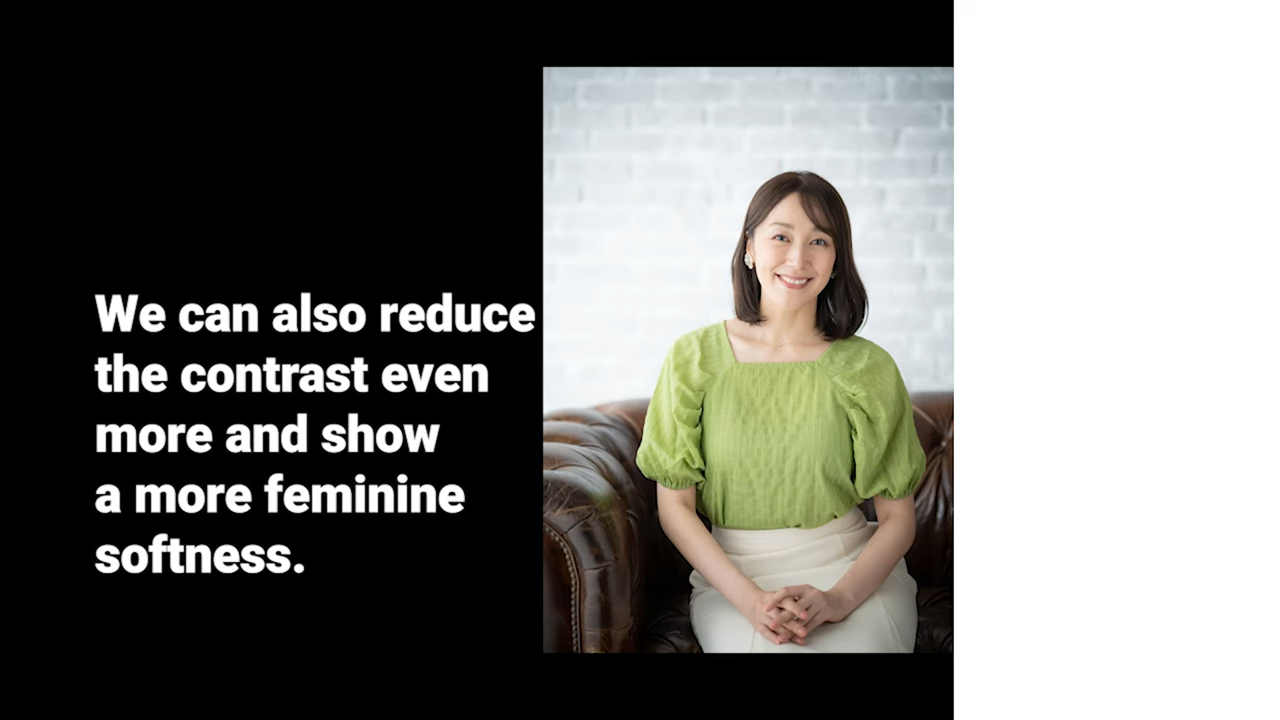 We can also reduce
the contrast even
more and show
a more feminine
softness.